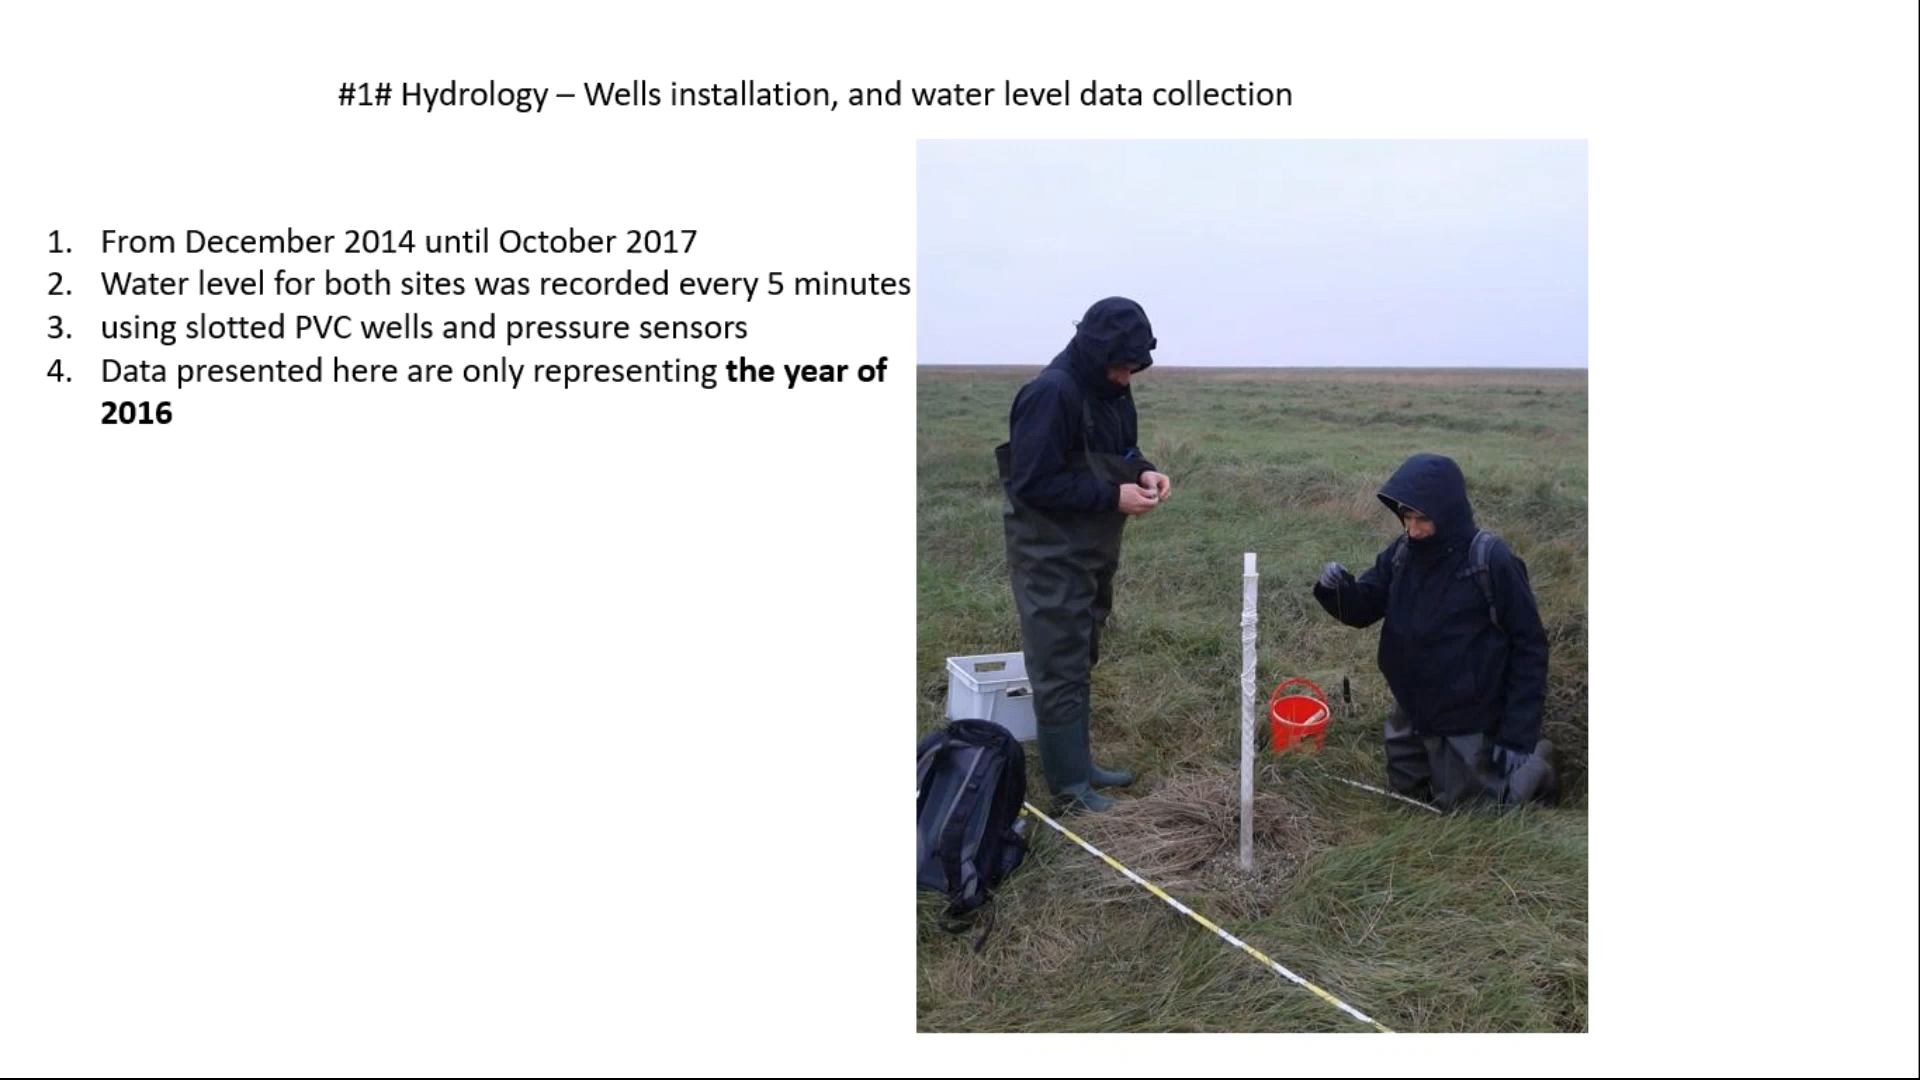 #1# Hydrology – Wells installation, and water level data collection
1. From December 2014 until October 2017
2. Water level for both sites was recorded every 5 minutes
3. using slotted PVC wells and pressure sensors
4. Data presented here are only representing the year of
2016